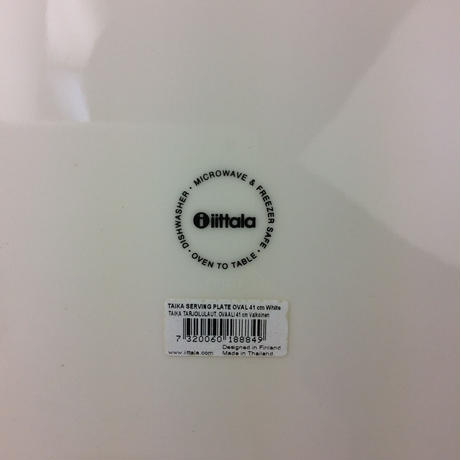 DISHWASHER · MICROWAVE & FREEZER SAFE · OVEN TO TABLE ·
iittala
TAIKA SERVING PLATE OVAL 41 cm White
TAIKA TARJOILULAUT. OVAALI 41 cm Valkoinen
7 320060 188849
Designed in Finland
www.iittala.com Made in Thailand